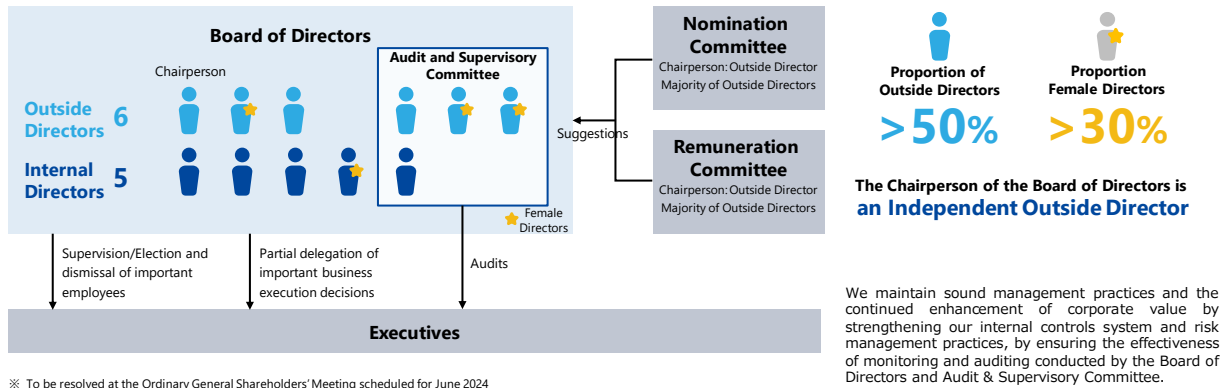 Board of Directors
Chairperson
Audit and Supervisory
Committee
Outside
Directors 6
Internal
Directors 5
Female
Directors
Suggestions
Nomination
Committee
Chairperson: Outside Director
Majority of Outside Directors
Remuneration
Committee
Chairperson: Outside Director
Majority of Outside Directors
Supervision/Election and
dismissal of important
employees
Partial delegation of
important business
execution decisions
Audits
Executives
※ To be resolved at the Ordinary General Shareholders' Meeting scheduled for June 2024
Proportion of
Outside Directors
>50%
Proportion
Female Directors
>30%
The Chairperson of the Board of Directors is
an Independent Outside Director
We maintain sound management practices and the
continued enhancement of corporate value by
strengthening our internal controls system and risk
management practices, by ensuring the effectiveness
of monitoring and auditing conducted by the Board of
Directors and Audit & Supervisory Committee.